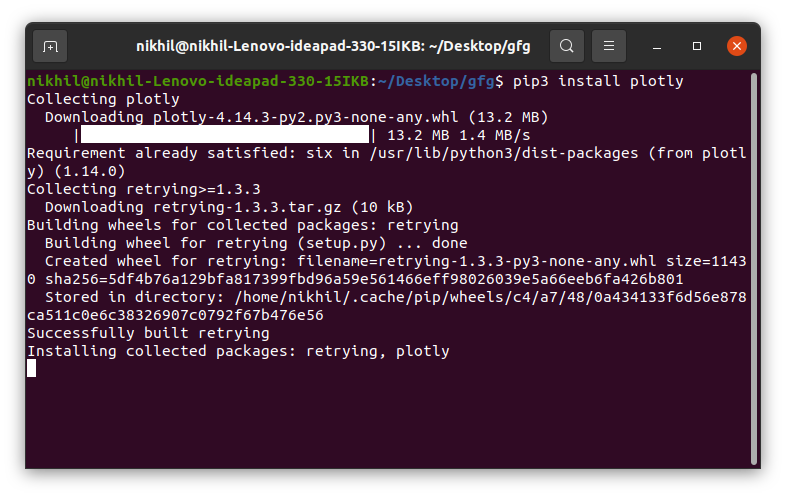 nikhil@nikhil-Lenovo-ideapad-330-15IKB: ~/Desktop/gfg
nikhil@nikhil-Lenovo-ideapad-330-15IKB:~/Desktop/gfg$ pip3 install plotly
Collecting plotly
  Downloading plotly-4.14.3-py2.py3-none-any.whl (13.2 MB)
     |████████████████████████████████| 13.2 MB 1.4 MB/s
Requirement already satisfied: six in /usr/lib/python3/dist-packages (from plotl
y) (1.14.0)
Collecting retrying>=1.3.3
  Downloading retrying-1.3.3.tar.gz (10 kB)
Building wheels for collected packages: retrying
  Building wheel for retrying (setup.py) ... done
  Created wheel for retrying: filename=retrying-1.3.3-py3-none-any.whl size=1143
0 sha256=5df4b76a129bfa817399fbd96a59e561466eff98026039e5a66eeb6fa426b801
  Stored in directory: /home/nikhil/.cache/pip/wheels/c4/a7/48/0a434133f6d56e878
ca511c0e6c38326907c0792f67b476e56
Successfully built retrying
Installing collected packages: retrying, plotly